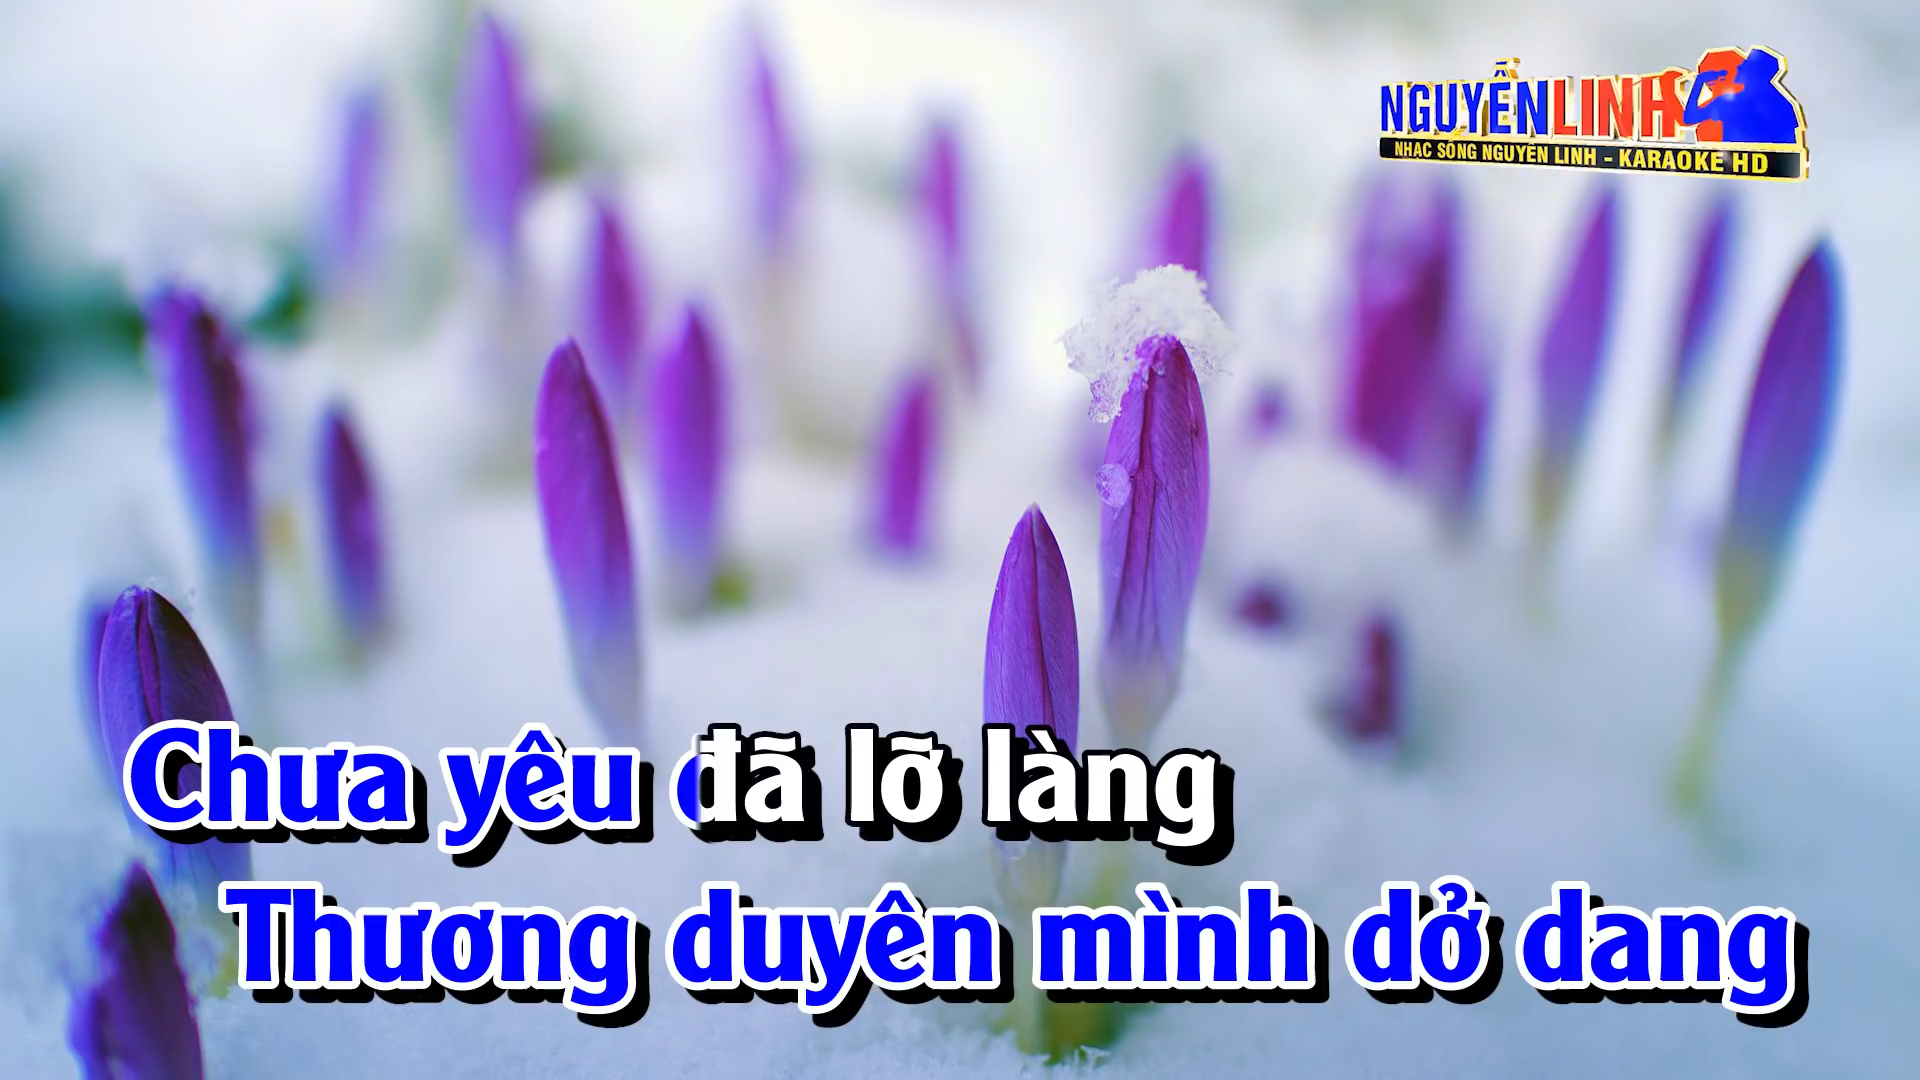 NGUYỄN LINH
NHẠC SỐNG NGUYỄN LINH - KARAOKE HD
Chưa yêu đã lỡ làng
Thương duyên mình dở dang